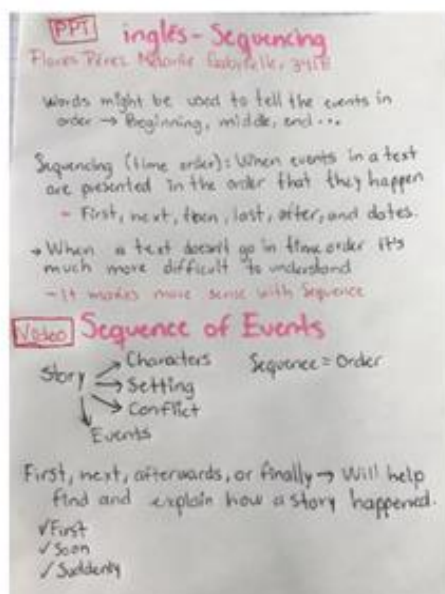 PPT inglés - Sequencing
Flores Pérez Natalie Gabrielle,
Words might be used to tell the events in
order → Beginning, middle, end...
Sequencing (time order): When events in a text
are presented in the order that they happen
- First, next, then, last, after, and dates.
→ When a text doesn't go in time order it's
much more difficult to understand
- It makes more sense with Sequence
Video Sequence of Events
Story → Characters Sequence = Order
→ Setting
→ Conflict
↓ Events
First, next, afterwards, or finally → Will help
find and explain how a story happened.
✓ First
✓ Soon
✓ Suddenly